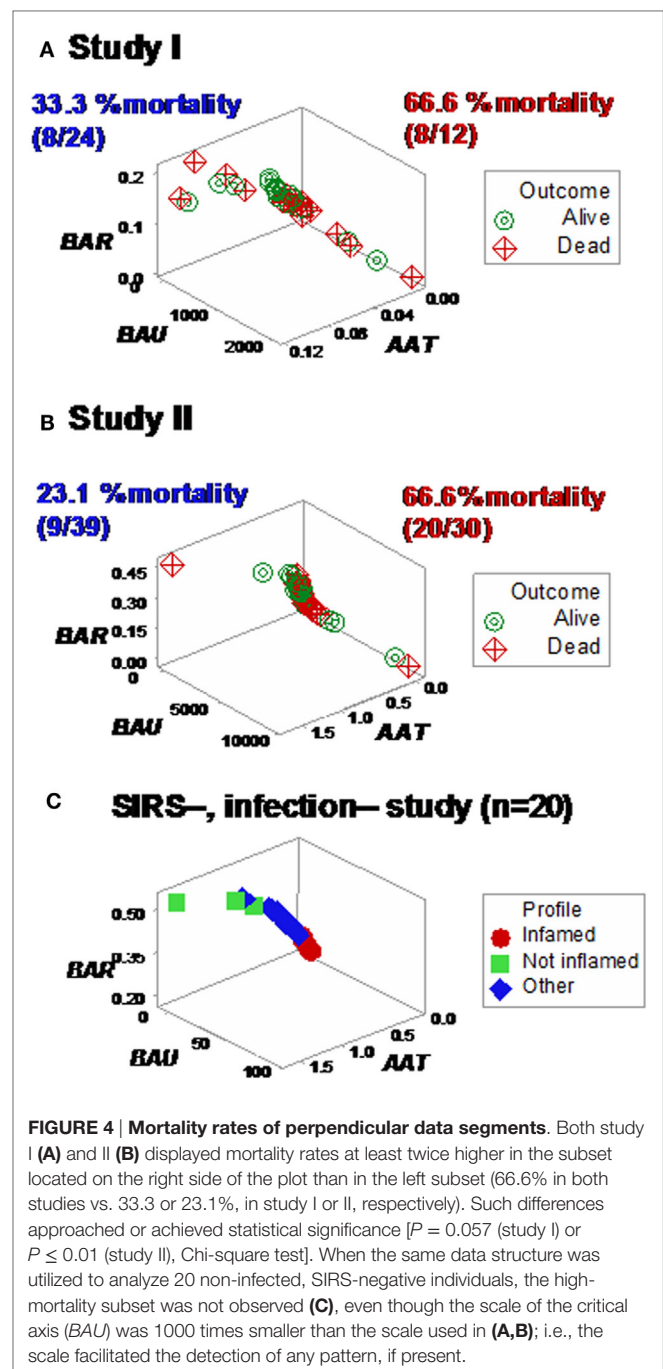 A Study I
33.3 %mortality
(8/24)
66.6 %mortality
(8/12)
0.2
0.1
0.0
BAR
0
1000
2000
BAU
0.12
0.08
0.04
0.00
AAT
Outcome
Alive
Dead
B Study II
23.1 %mortality
(9/39)
66.6%mortality
(20/30)
0.45
0.30
0.15
0.00
BAR
0
5000
10000
BAU
1.5
1.0
0.5
0.0
AAT
Outcome
Alive
Dead
C SIRS–, infection– study (n=20)
0.50
0.35
0.20
BAR
0
50
100
BAU
1.5
1.0
0.5
0.0
AAT
Profile
Infamed
Not inflamed
Other
FIGURE 4 | Mortality rates of perpendicular data segments. Both study
I (A) and II (B) displayed mortality rates at least twice higher in the subset
located on the right side of the plot than in the left subset (66.6% in both
studies vs. 33.3 or 23.1%, in study I or II, respectively). Such differences
approached or achieved statistical significance [P = 0.057 (study I) or
P ≤ 0.01 (study II), Chi-square test]. When the same data structure was
utilized to analyze 20 non-infected, SIRS-negative individuals, the high-
mortality subset was not observed (C), even though the scale of the critical
axis (BAU) was 1000 times smaller than the scale used in (A,B); i.e., the
scale facilitated the detection of any pattern, if present.